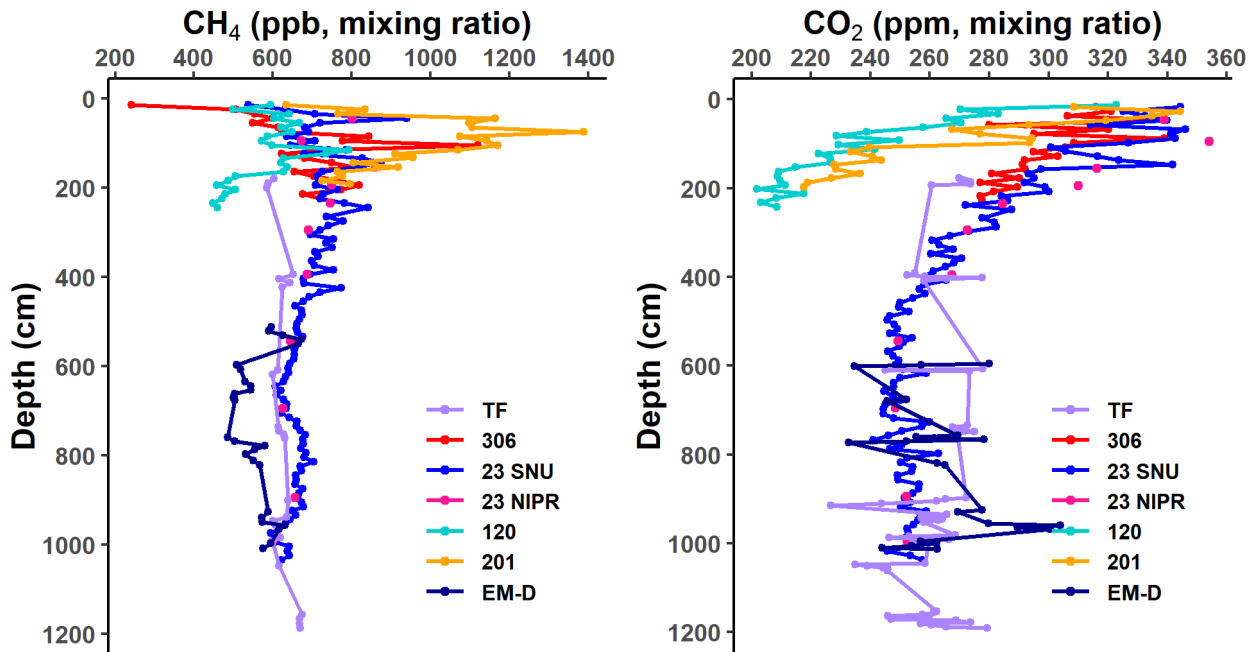 CH₄ (ppb, mixing ratio)
200 400 600 800 1000 1200 1400
0
200
400
600
800
1000
1200
Depth (cm)
TF
306
23 SNU
23 NIPR
120
201
EM-D
CO₂ (ppm, mixing ratio)
200 220 240 260 280 300 320 340 360
0
200
400
600
800
1000
1200
Depth (cm)
TF
306
23 SNU
23 NIPR
120
201
EM-D